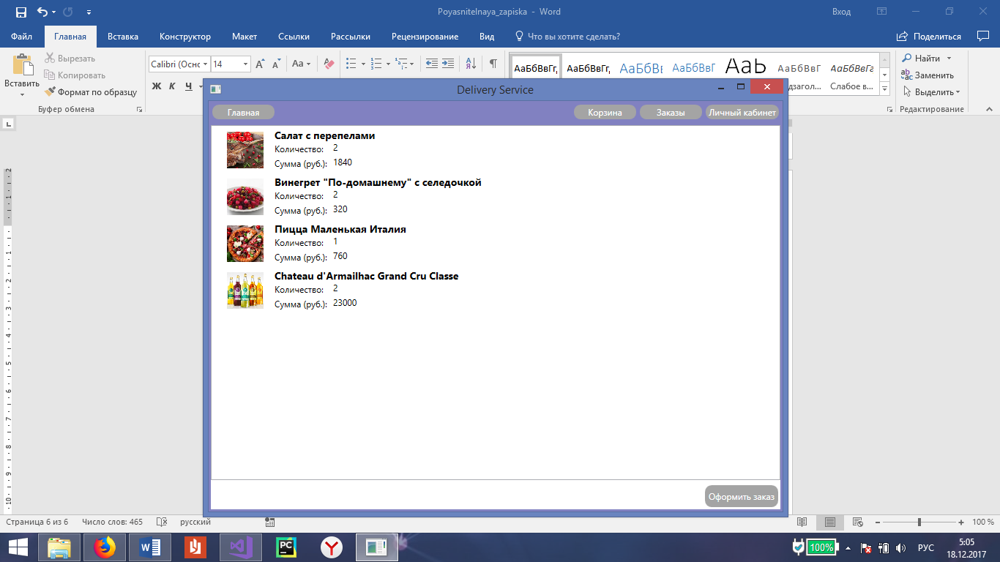 Poyasnitelnaya_zapiska - Word
Вход
Файл Главная Вставка Конструктор Макет Ссылки Рассылки Рецензирование Вид Что вы хотите сделать? Поделиться
Вставить
Вырезать
Копировать
Формат по образцу
Буфер обмена
Calibri (Оснс 14
Aa
Ж К Ч
АаБбВвГг, АаБбВвГг, АаБбВв АаБбВвГ АаБ АаБбВвГ АаБбВвГг
дзагол... Слабое в...
Найти
Заменить
Выделить
Редактирование
Delivery Service
Главная Корзина Заказы Личный кабинет
Салат с перепелами
Количество: 2
Сумма (руб.): 1840
Винегрет "По-домашнему" с селедочкой
Количество: 2
Сумма (руб.): 320
Пицца Маленькая Италия
Количество: 1
Сумма (руб.): 760
Chateau d'Armailhac Grand Cru Classe
Количество: 2
Сумма (руб.): 23000
Оформить заказ
Страница 6 из 6 Число слов: 465 русский 100 %
100% РУС 5:05
18.12.2017